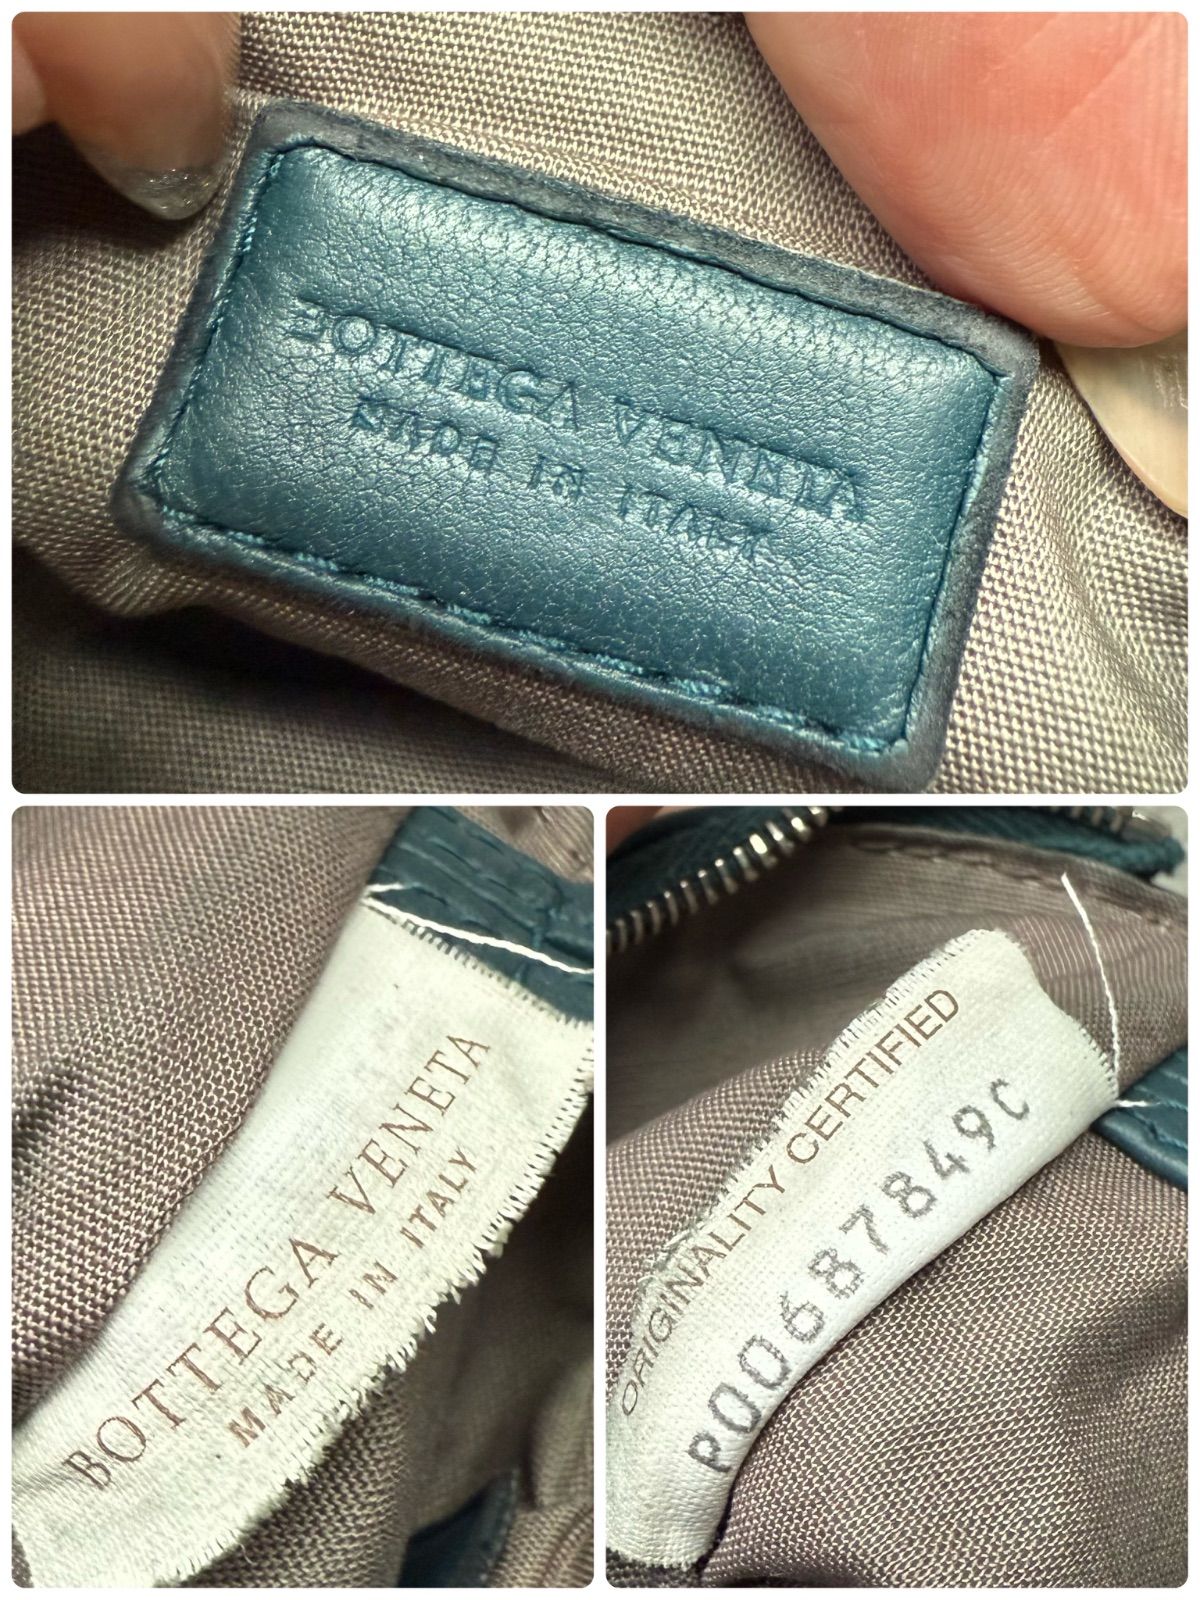 BOTTEGA VENETA
MADE IN ITALY
BOTTEGA VENETA
MADE IN ITALY
ORIGINALITY CERTIFIED
P00687849C